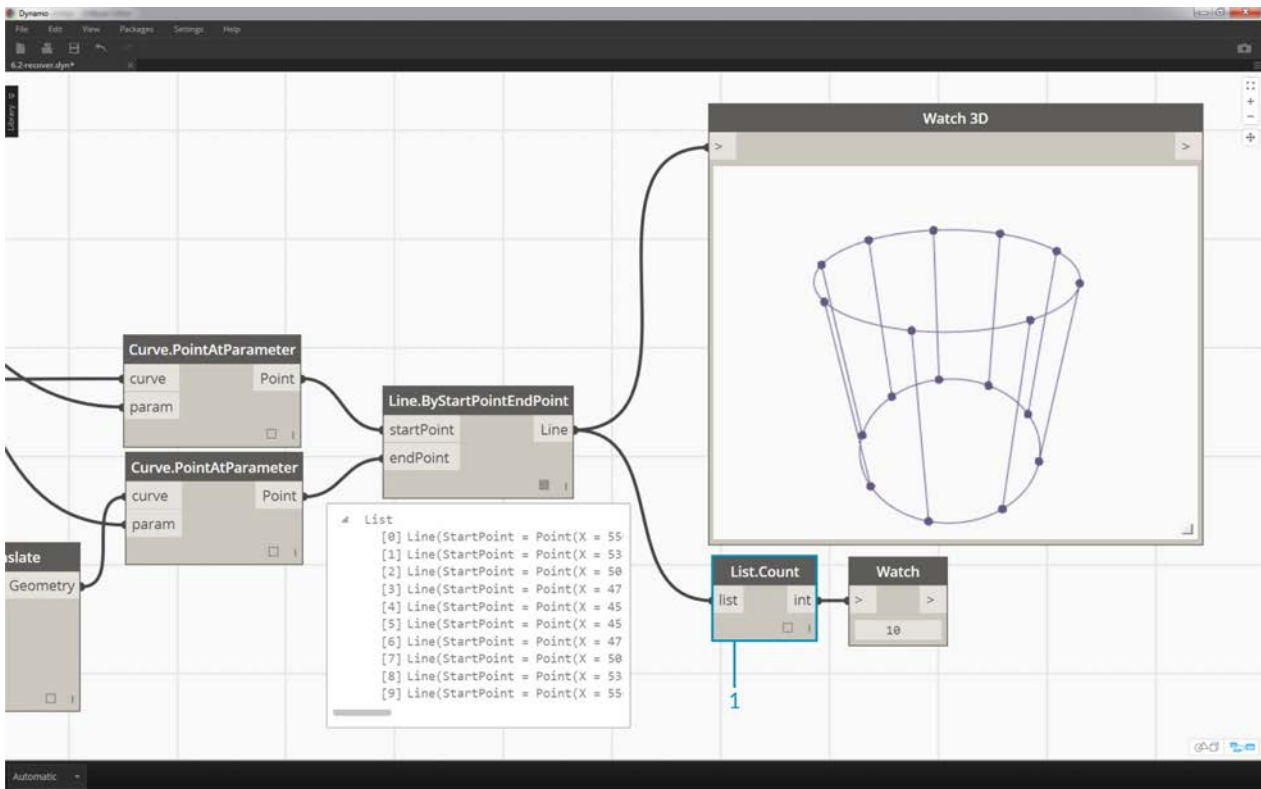 Dynamo
File Edit View Packages Settings Help
6.2-recover.dyn*
Library
Watch 3D
> >
Curve.PointAtParameter
curve Point
param
Line.ByStartPointEndPoint
startPoint Line
endPoint
Curve.PointAtParameter
curve Point
param
List
[0] Line(StartPoint = Point(X = 55
[1] Line(StartPoint = Point(X = 53
[2] Line(StartPoint = Point(X = 50
[3] Line(StartPoint = Point(X = 47
[4] Line(StartPoint = Point(X = 45
[5] Line(StartPoint = Point(X = 45
[6] Line(StartPoint = Point(X = 47
[7] Line(StartPoint = Point(X = 50
[8] Line(StartPoint = Point(X = 53
[9] Line(StartPoint = Point(X = 55
nslate
Geometry
List.Count
list int
Watch
> >
10
1
Automatic